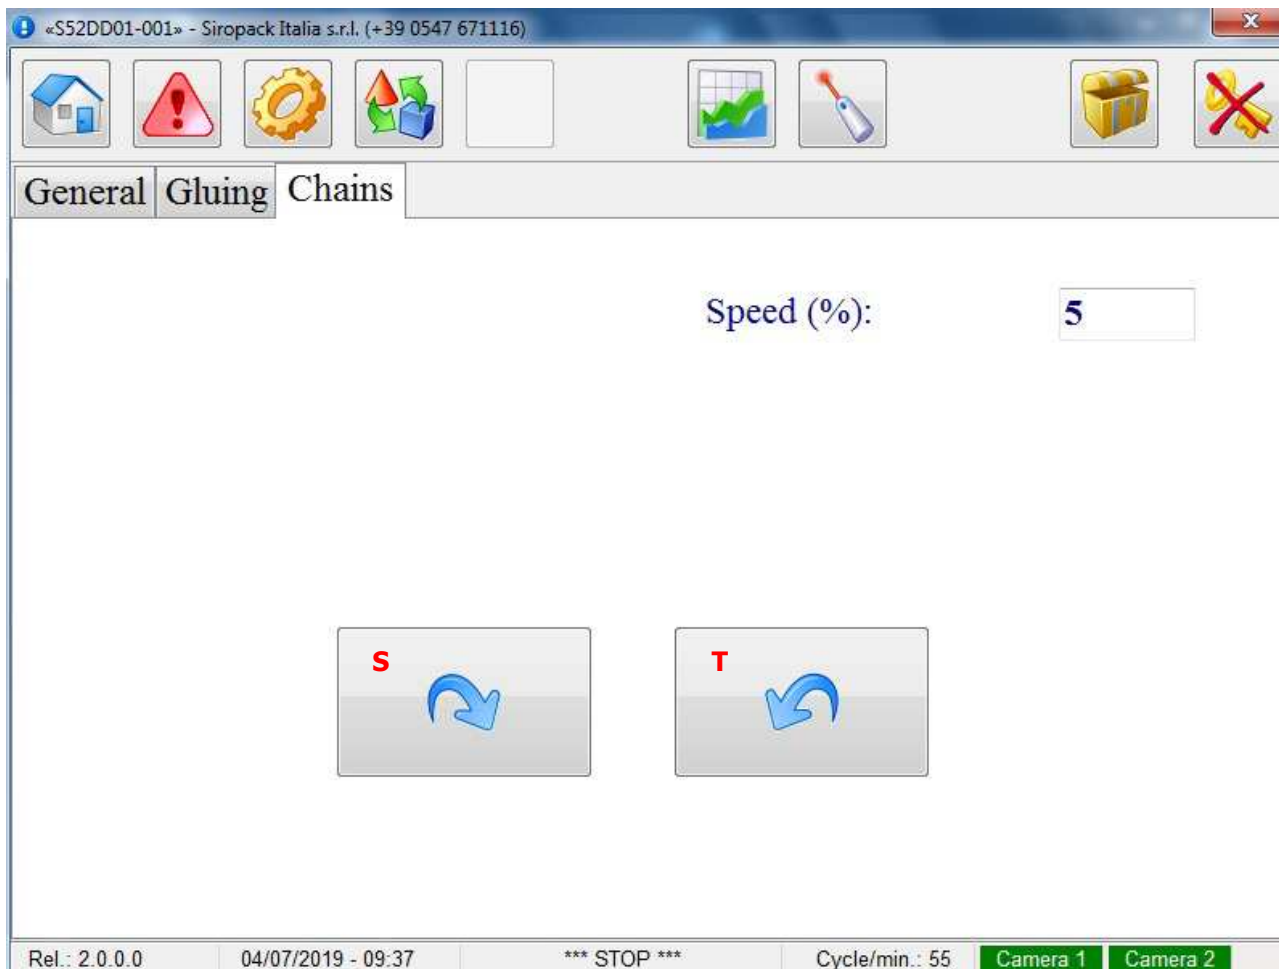 «S52DD01-001» - Siropack Italia s.r.l. (+39 0547 671116)
General Gluing Chains
Speed (%): 5
S T
Rel.: 2.0.0.0 04/07/2019 - 09:37 *** STOP *** Cycle/min.: 55 Camera 1 Camera 2